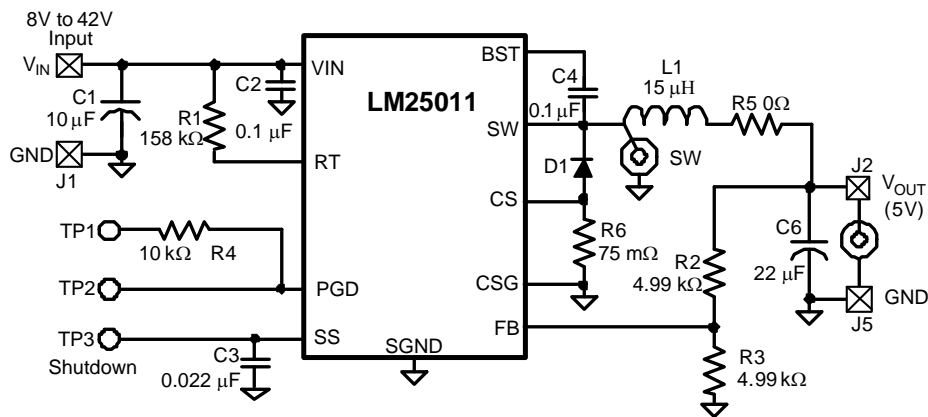 8V to 42V
Input
VIN
C1
10 μF
GND
J1
R1
158 kΩ
C2
0.1 μF
VIN
LM25011
BST
C4
0.1 μF
L1
15 μH
R5 0Ω
SW
SW
RT
D1
CS
J2
VOUT
(5V)
TP1
10 kΩ
R4
R6
75 mΩ
R2
4.99 kΩ
C6
22 μF
TP2
PGD
CSG
GND
J5
TP3
Shutdown
SS
FB
C3
0.022 μF
SGND
R3
4.99 kΩ